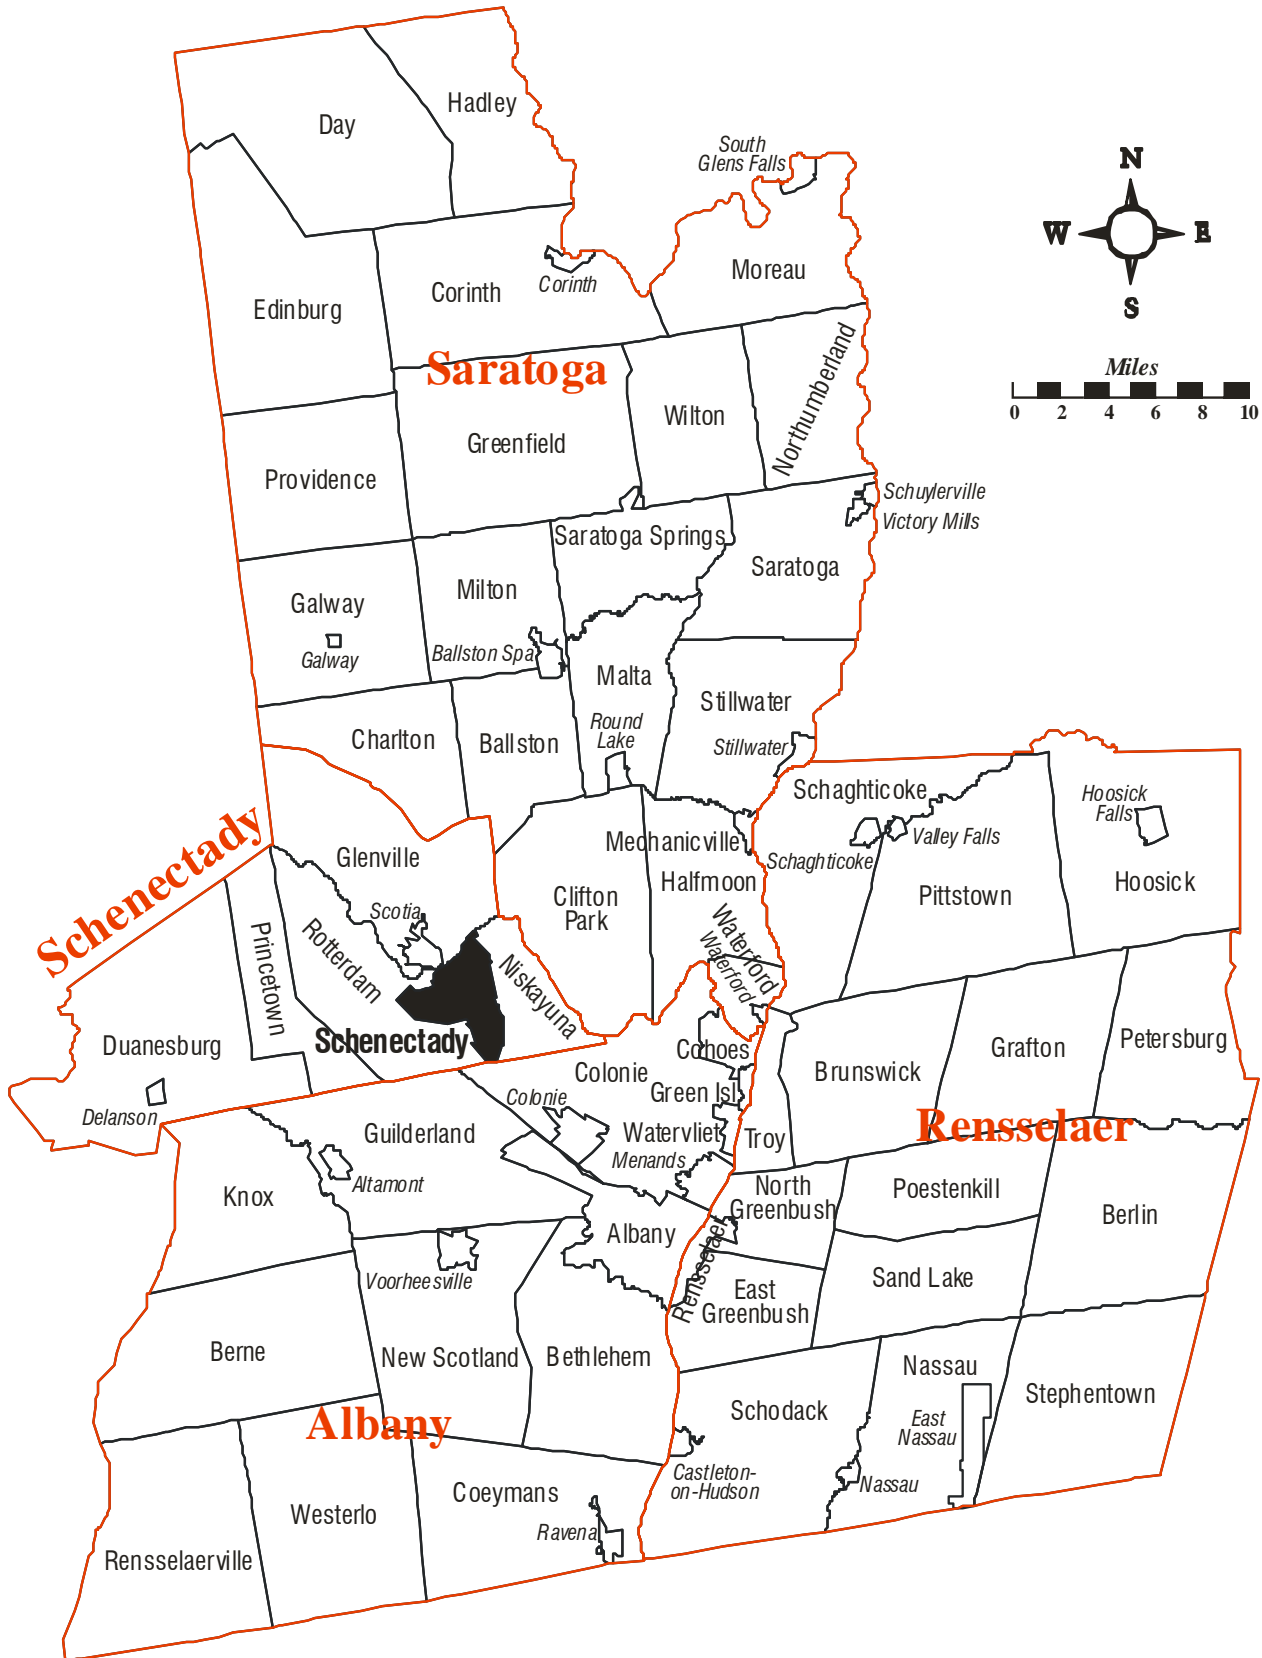 Hadley
Day
South
Glens Falls
N
W
E
S
Moreau
Corinth
Corinth
Edinburg
Miles
0 2 4 6 8 10
Saratoga
Northumberland
Wilton
Greenfield
Providence
Schuylerville
Victory Mills
Saratoga Springs
Saratoga
Milton
Galway
Galway
Ballston Spa
Malta
Stillwater
Round
Lake
Stillwater
Charlton
Ballston
Schaghticoke
Hoosick
Falls
Schenectady
Mechanicville
Valley Falls
Schaghticoke
Glenville
Halfmoon
Hoosick
Clifton
Park
Pittstown
Scotia
Waterford
Waterford
Princetown
Rotterdam
Niskayuna
Schenectady
Duanesburg
Cohoes
Grafton
Petersburg
Colonie
Brunswick
Green Isl
Colonie
Delanson
Rensselaer
Guilderland
Watervliet
Troy
Menands
Altamont
Knox
North
Greenbush
Poestenkill
Berlin
Albany
Rensselaer
Voorheesville
Sand Lake
East
Greenbush
Berne
New Scotland
Bethlehem
Nassau
Stephentown
Schodack
Albany
East
Nassau
Castleton-
on-Hudson
Nassau
Coeymans
Westerlo
Ravena
Rensselaerville